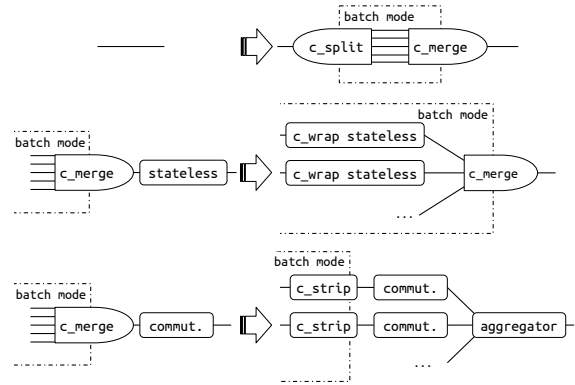 batch mode
c_split c_merge
batch mode
batch mode
c_wrap stateless
c_merge stateless
c_wrap stateless c_merge
...
batch mode
c_strip commut.
batch mode
c_merge commut.
c_strip commut. aggregator
...